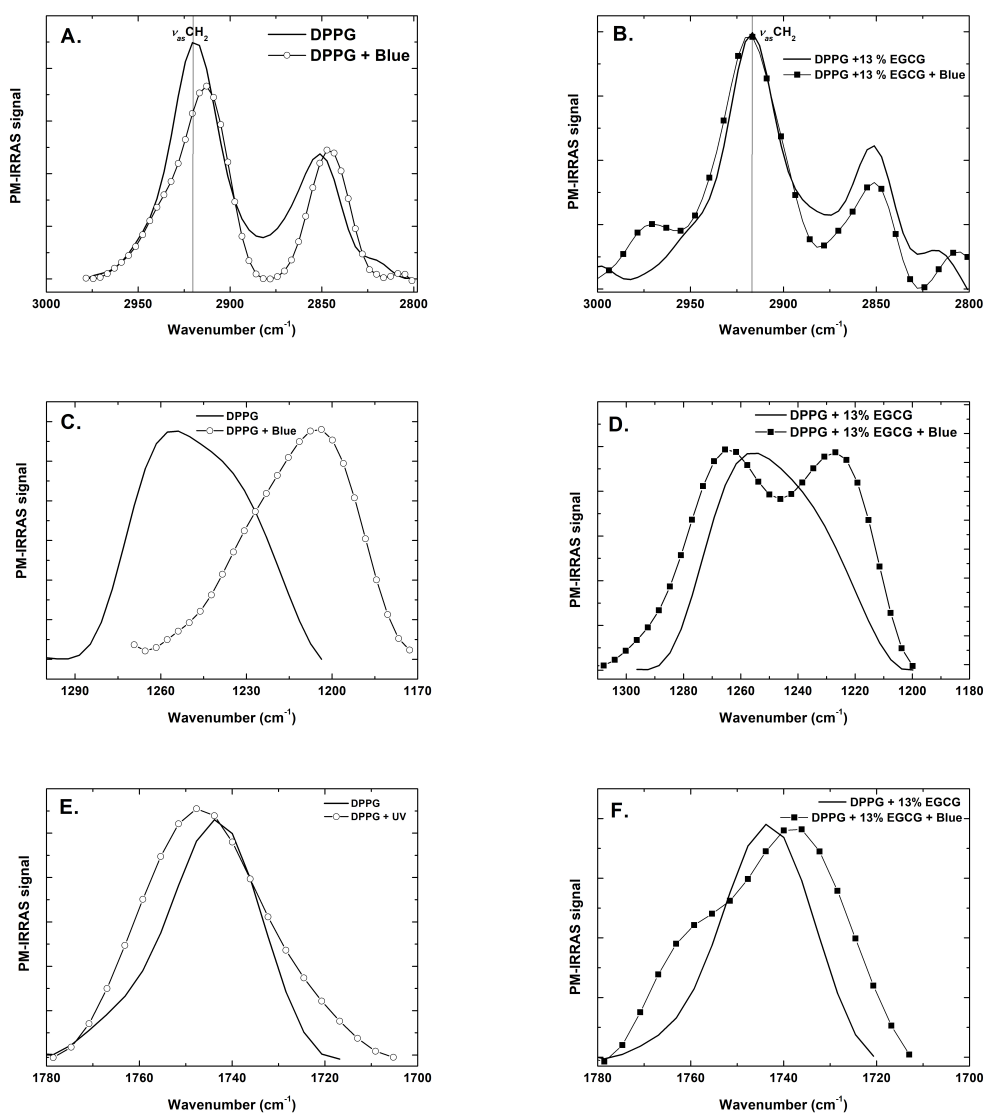 A.
νasCH2
DPPG
DPPG + Blue
PM-IRRAS signal
3000 2950 2900 2850 2800
Wavenumber (cm-1)
B.
νasCH2
DPPG +13 % EGCG
DPPG +13 % EGCG + Blue
PM-IRRAS signal
3000 2950 2900 2850 2800
Wavenumber (cm-1)
C.
DPPG
DPPG + Blue
PM-IRRAS signal
1290 1260 1230 1200 1170
Wavenumber (cm-1)
D.
DPPG + 13% EGCG
DPPG + 13% EGCG + Blue
PM-IRRAS signal
1300 1280 1260 1240 1220 1200 1180
Wavenumber (cm-1)
E.
DPPG
DPPG + UV
PM-IRRAS signal
1780 1760 1740 1720 1700
Wavenumber (cm-1)
F.
DPPG + 13% EGCG
DPPG + 13% EGCG + Blue
PM-IRRAS signal
1780 1760 1740 1720 1700
Wavenumber (cm-1)